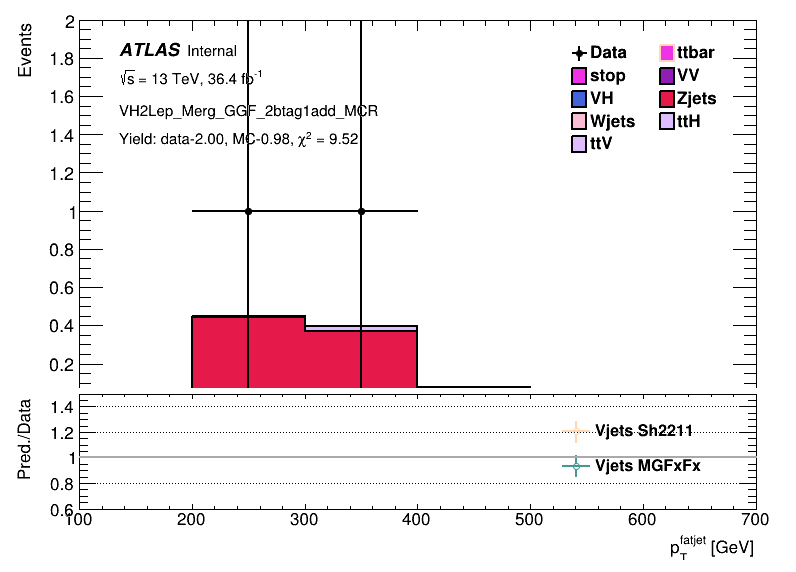 Events
2
1.8
1.6
1.4
1.2
1
0.8
0.6
0.4
0.2
ATLAS Internal
√s = 13 TeV, 36.4 fb-1
VH2Lep_Merg_GGF_2btag1add_MCR
Yield: data-2.00, MC-0.98, χ2 = 9.52
Data
ttbar
stop
VV
VH
Zjets
Wjets
ttH
ttV
Pred./Data
1.4
1.2
1
0.8
0.6
Vjets Sh2211
Vjets MGFxFx
100 200 300 400 500 600 700
pTfatjet [GeV]